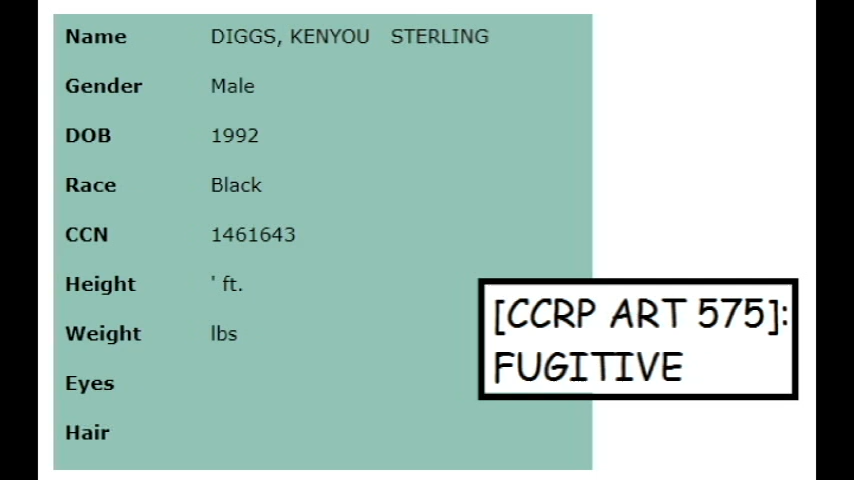 Name DIGGS, KENYOU STERLING
Gender Male
DOB 1992
Race Black
CCN 1461643
Height ' ft.
Weight lbs
Eyes
Hair
[CCRP ART 575]:
FUGITIVE